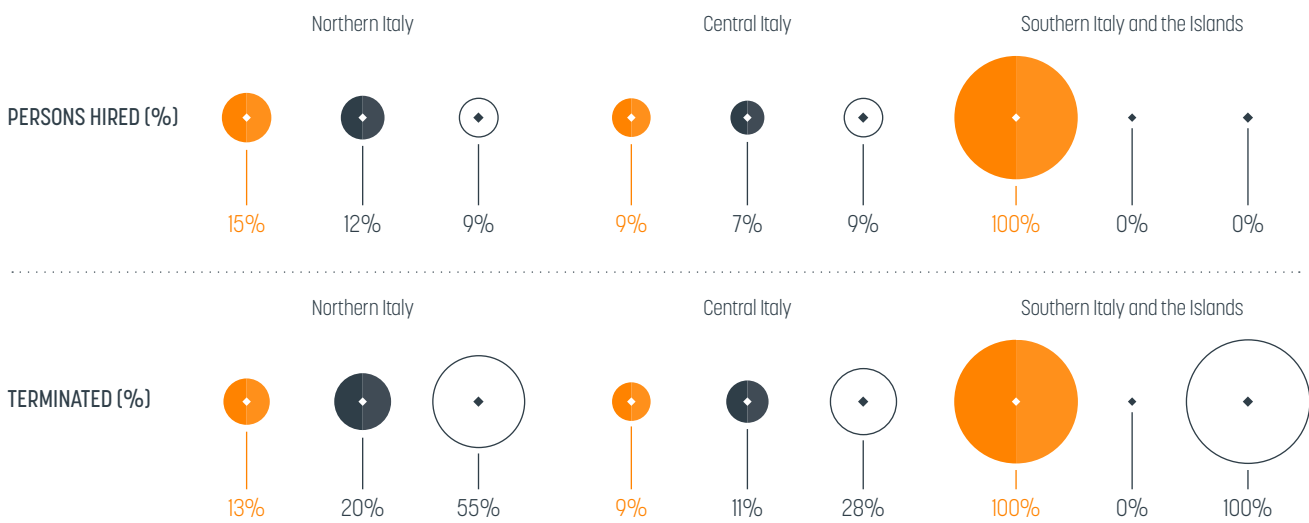 Northern Italy Central Italy Southern Italy and the Islands
PERSONS HIRED (%)
15% 12% 9% 9% 7% 9% 100% 0% 0%
Northern Italy Central Italy Southern Italy and the Islands
TERMINATED (%)
13% 20% 55% 9% 11% 28% 100% 0% 100%